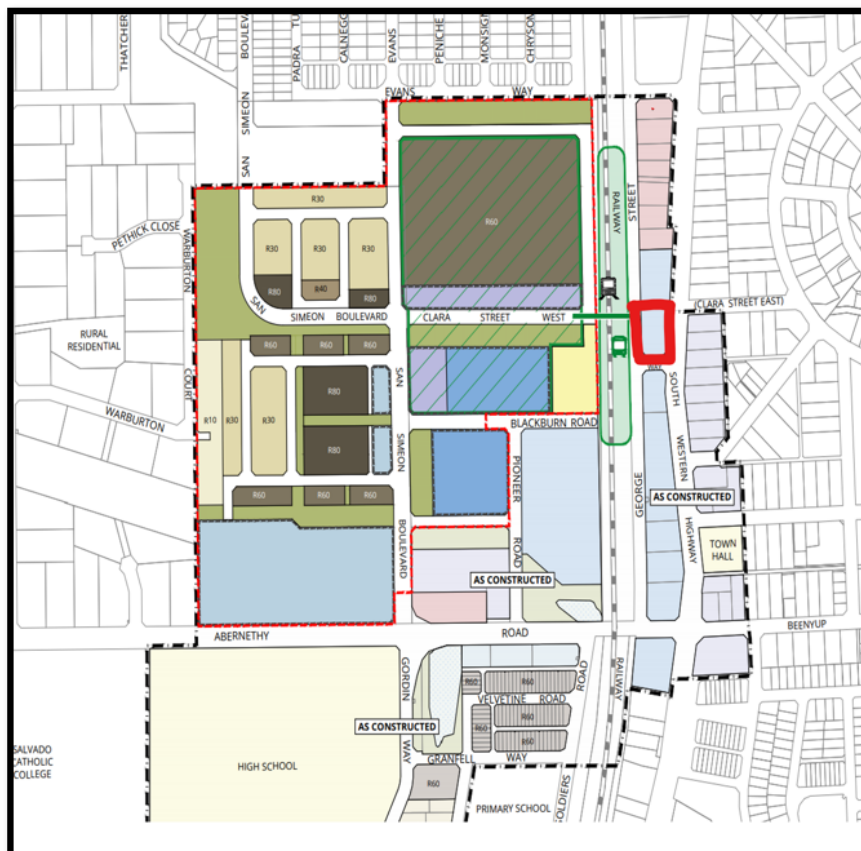 THATCHER
SAN SIMEON BOULEV
PADRA TU
CALNEGO
EVANS
PENICHE
MONSIG
CHRYSO
EVANS WAY
PETHICK CLOSE
WARBURTON COURT
RURAL
RESIDENTIAL
WARBURTON
R30
R30
R30
R30
R80
R40
R80
SAN SIMEON BOULEVARD
R60
R60
R60
R10
R30
R30
R80
R80
R60
R60
R60
R60
CLARA STREET WEST
SAN SIMEON BOULEVARD
BLACKBURN ROAD
PIONEER ROAD
AS CONSTRUCTED
RAILWAY
GEORGE STREET
WAY
(CLARA STREET EAST)
SOUTH WESTERN HIGHWAY
AS CONSTRUCTED
TOWN
HALL
BEENYUP
ABERNETHY ROAD
GORDIN WAY
AS CONSTRUCTED
R60
R60
VELVETINE ROAD
R60
R60
R60
GRANFELL WAY
R60
ROAD
RAILWAY
SOLDIERS
HIGH SCHOOL
PRIMARY SCHOOL
SALVADO
CATHOLIC
COLLEGE